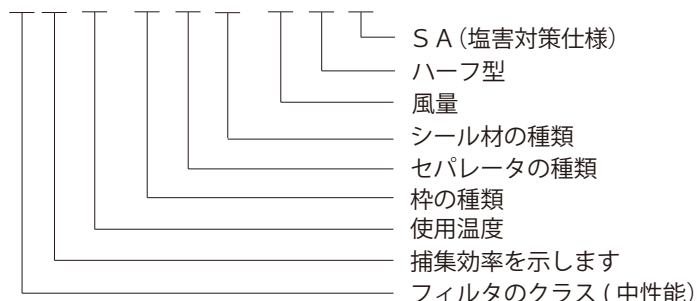 ＳＡ（塩害対策仕様）
ハーフ型
風量
シール材の種類
セパレータの種類
枠の種類
使用温度
捕集効率を示します
フィルタのクラス ( 中性能)